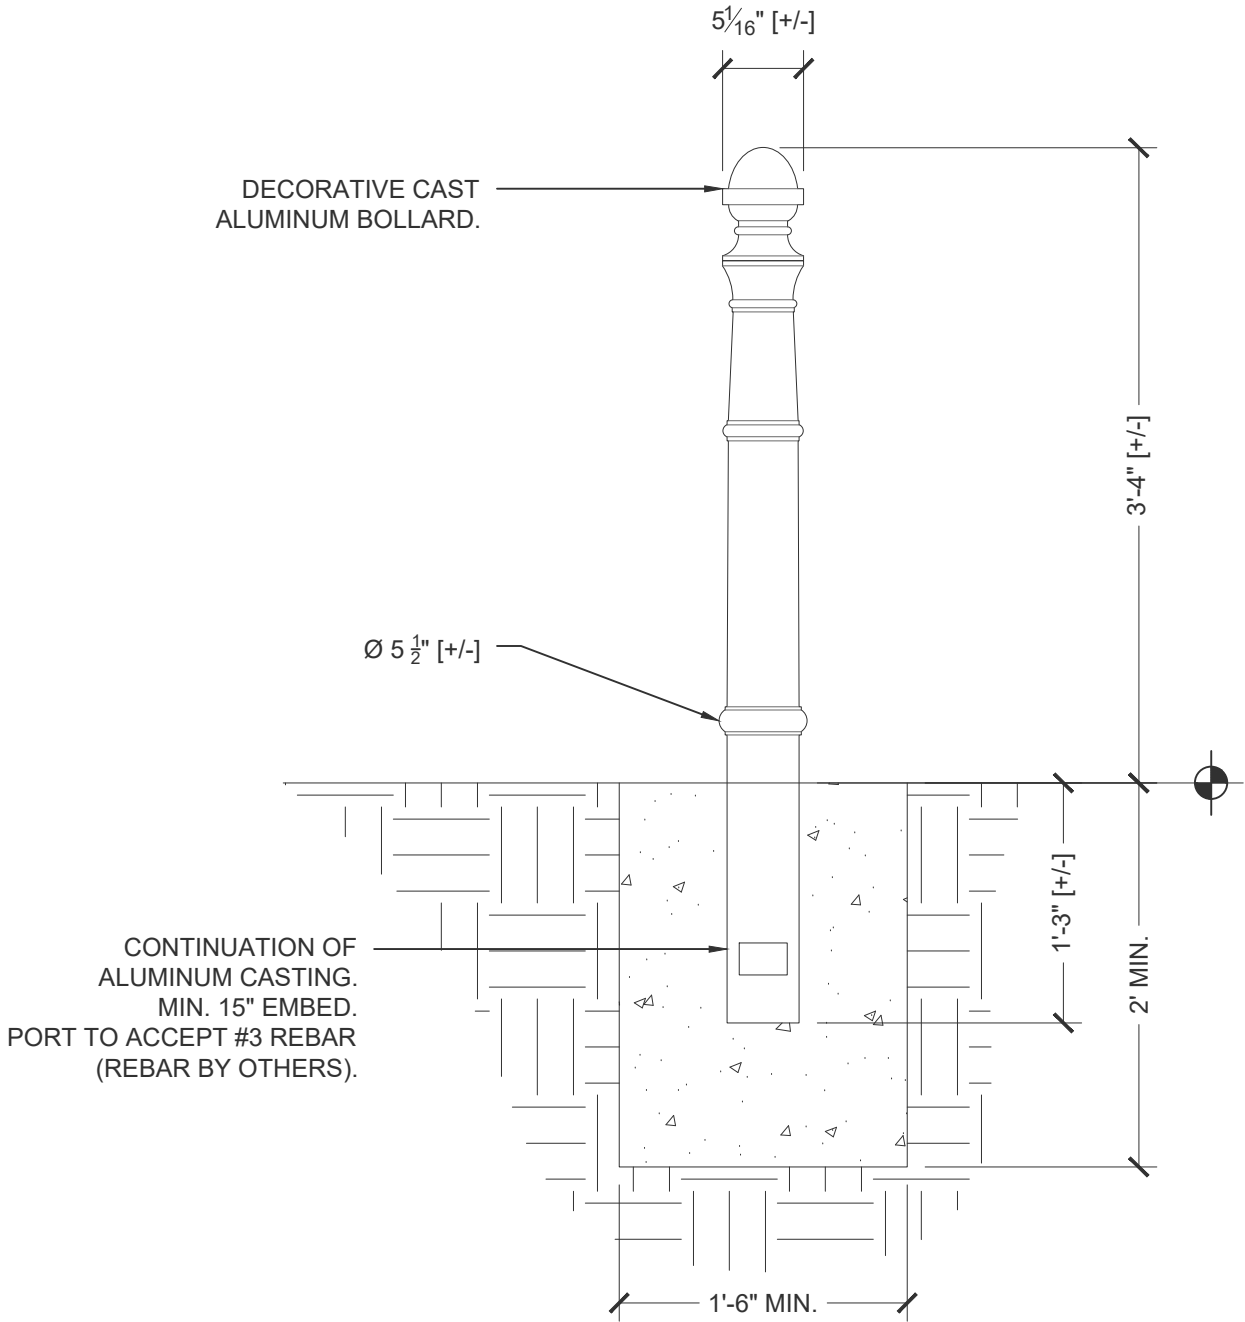 5 1/16" [+/-]
DECORATIVE CAST
ALUMINUM BOLLARD.
3'-4" [+/-]
Ø 5 1/2" [+/-]
1'-3" [+/-]
CONTINUATION OF
ALUMINUM CASTING.
MIN. 15" EMBED.
PORT TO ACCEPT #3 REBAR
(REBAR BY OTHERS).
2' MIN.
1'-6" MIN.